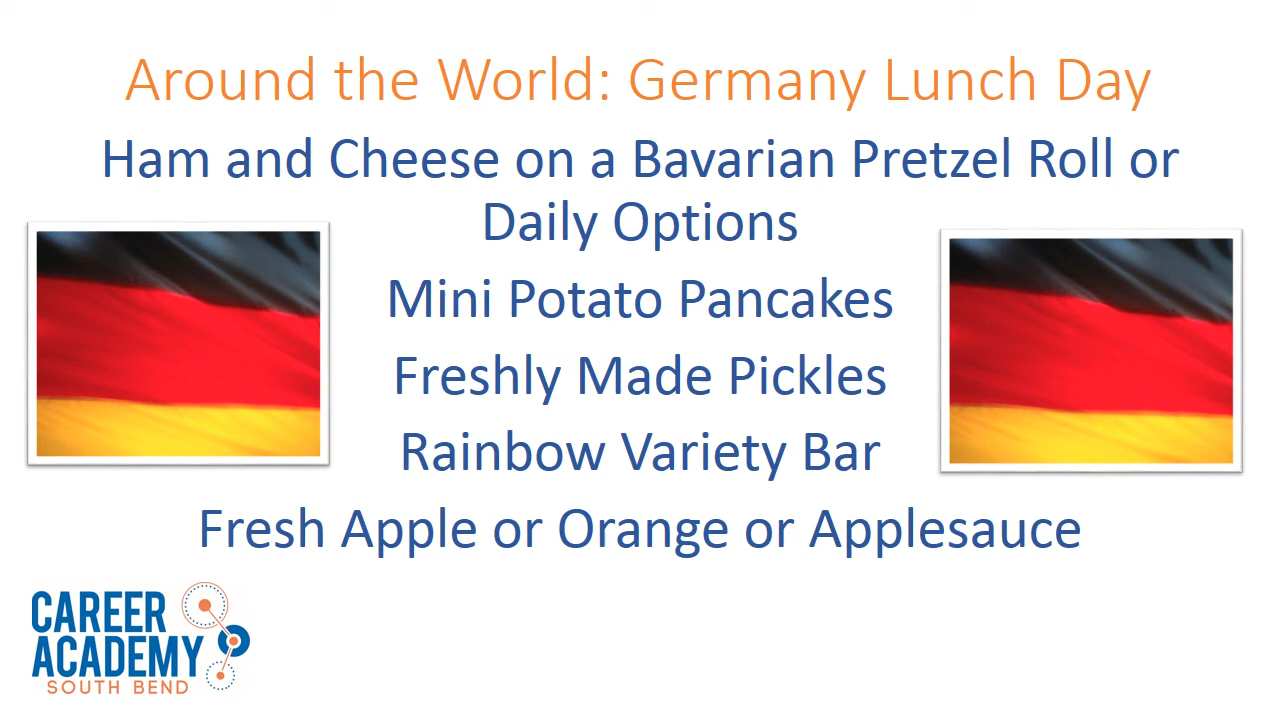 Around the World: Germany Lunch Day
Ham and Cheese on a Bavarian Pretzel Roll or
Daily Options
Mini Potato Pancakes
Freshly Made Pickles
Rainbow Variety Bar
Fresh Apple or Orange or Applesauce
CAREER
ACADEMY
SOUTH BEND